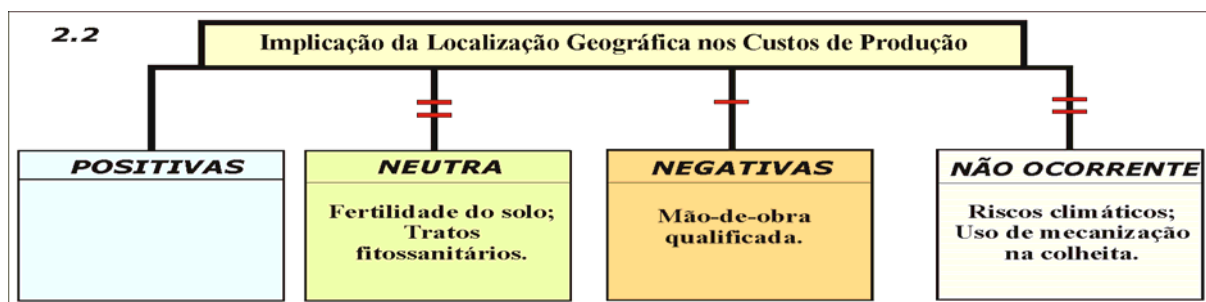 2.2
Implicação da Localização Geográfica nos Custos de Produção
POSITIVAS
NEUTRA
Fertilidade do solo;
Tratos
fitossanitários.
NEGATIVAS
Mão-de-obra
qualificada.
NÃO OCORRENTE
Riscos climáticos;
Uso de mecanização
na colheita.